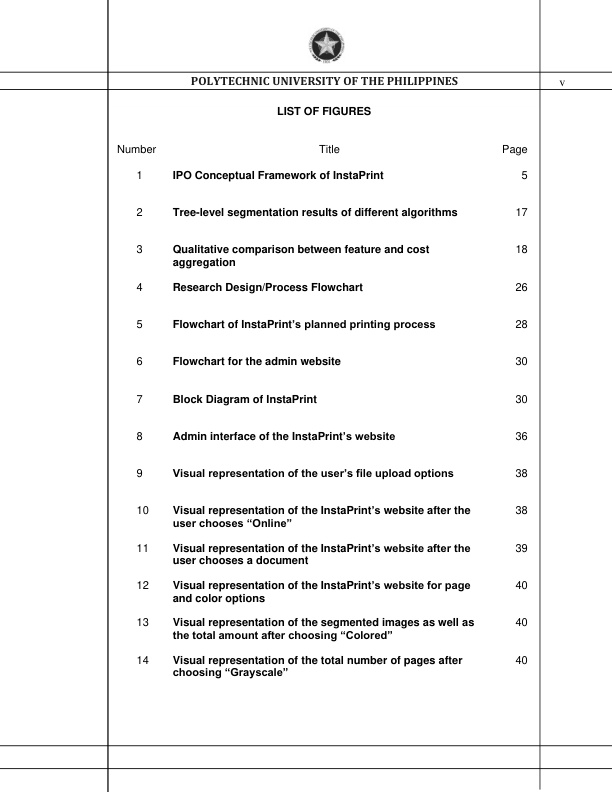 POLYTECHNIC UNIVERSITY OF THE PHILIPPINES v
LIST OF FIGURES
Number Title Page
1 IPO Conceptual Framework of InstaPrint 5
2 Tree-level segmentation results of different algorithms 17
3 Qualitative comparison between feature and cost 18
aggregation
4 Research Design/Process Flowchart 26
5 Flowchart of InstaPrint’s planned printing process 28
6 Flowchart for the admin website 30
7 Block Diagram of InstaPrint 30
8 Admin interface of the InstaPrint’s website 36
9 Visual representation of the user’s file upload options 38
10 Visual representation of the InstaPrint’s website after the 38
user chooses “Online”
11 Visual representation of the InstaPrint’s website after the 39
user chooses a document
12 Visual representation of the InstaPrint’s website for page 40
and color options
13 Visual representation of the segmented images as well as 40
the total amount after choosing “Colored”
14 Visual representation of the total number of pages after 40
choosing “Grayscale”